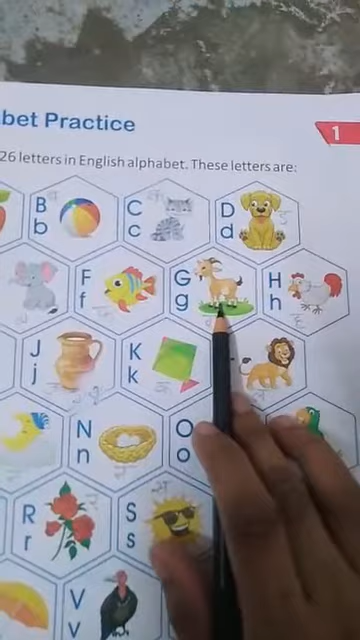 bet Practice
1
26 letters in English alphabet. These letters are:
B b
C c
D d
F f
G g
H h
J j
K k
N n
O o
R r
S s
V v